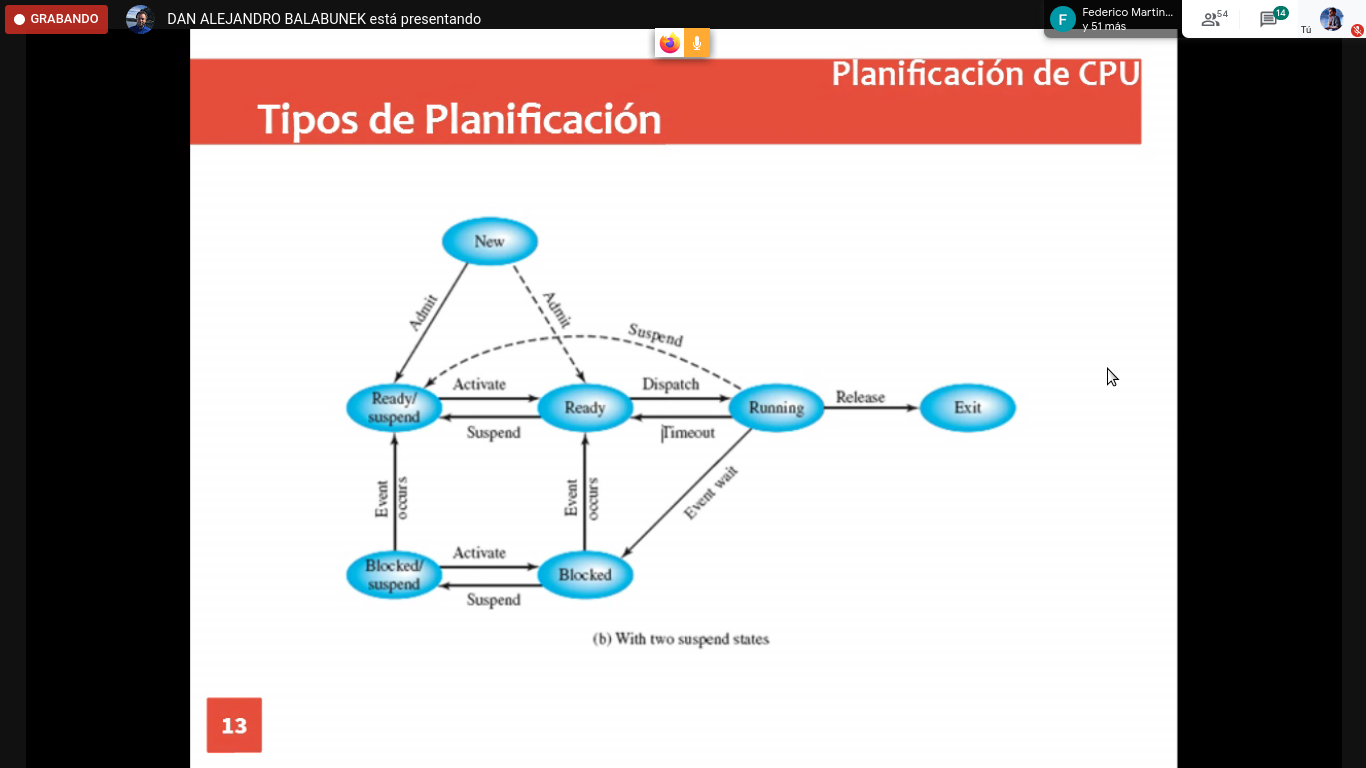 GRABANDO
DAN ALEJANDRO BALABUNEK está presentando
F
Federico Martin...
y 51 más
54
14
Tú
Planificación de CPU
Tipos de Planificación
New
Admit
Admit
Suspend
Ready/
suspend
Activate
Suspend
Ready
Dispatch
Timeout
Running
Release
Exit
Event
occurs
Event
occurs
Event wait
Blocked/
suspend
Activate
Suspend
Blocked
(b) With two suspend states
13